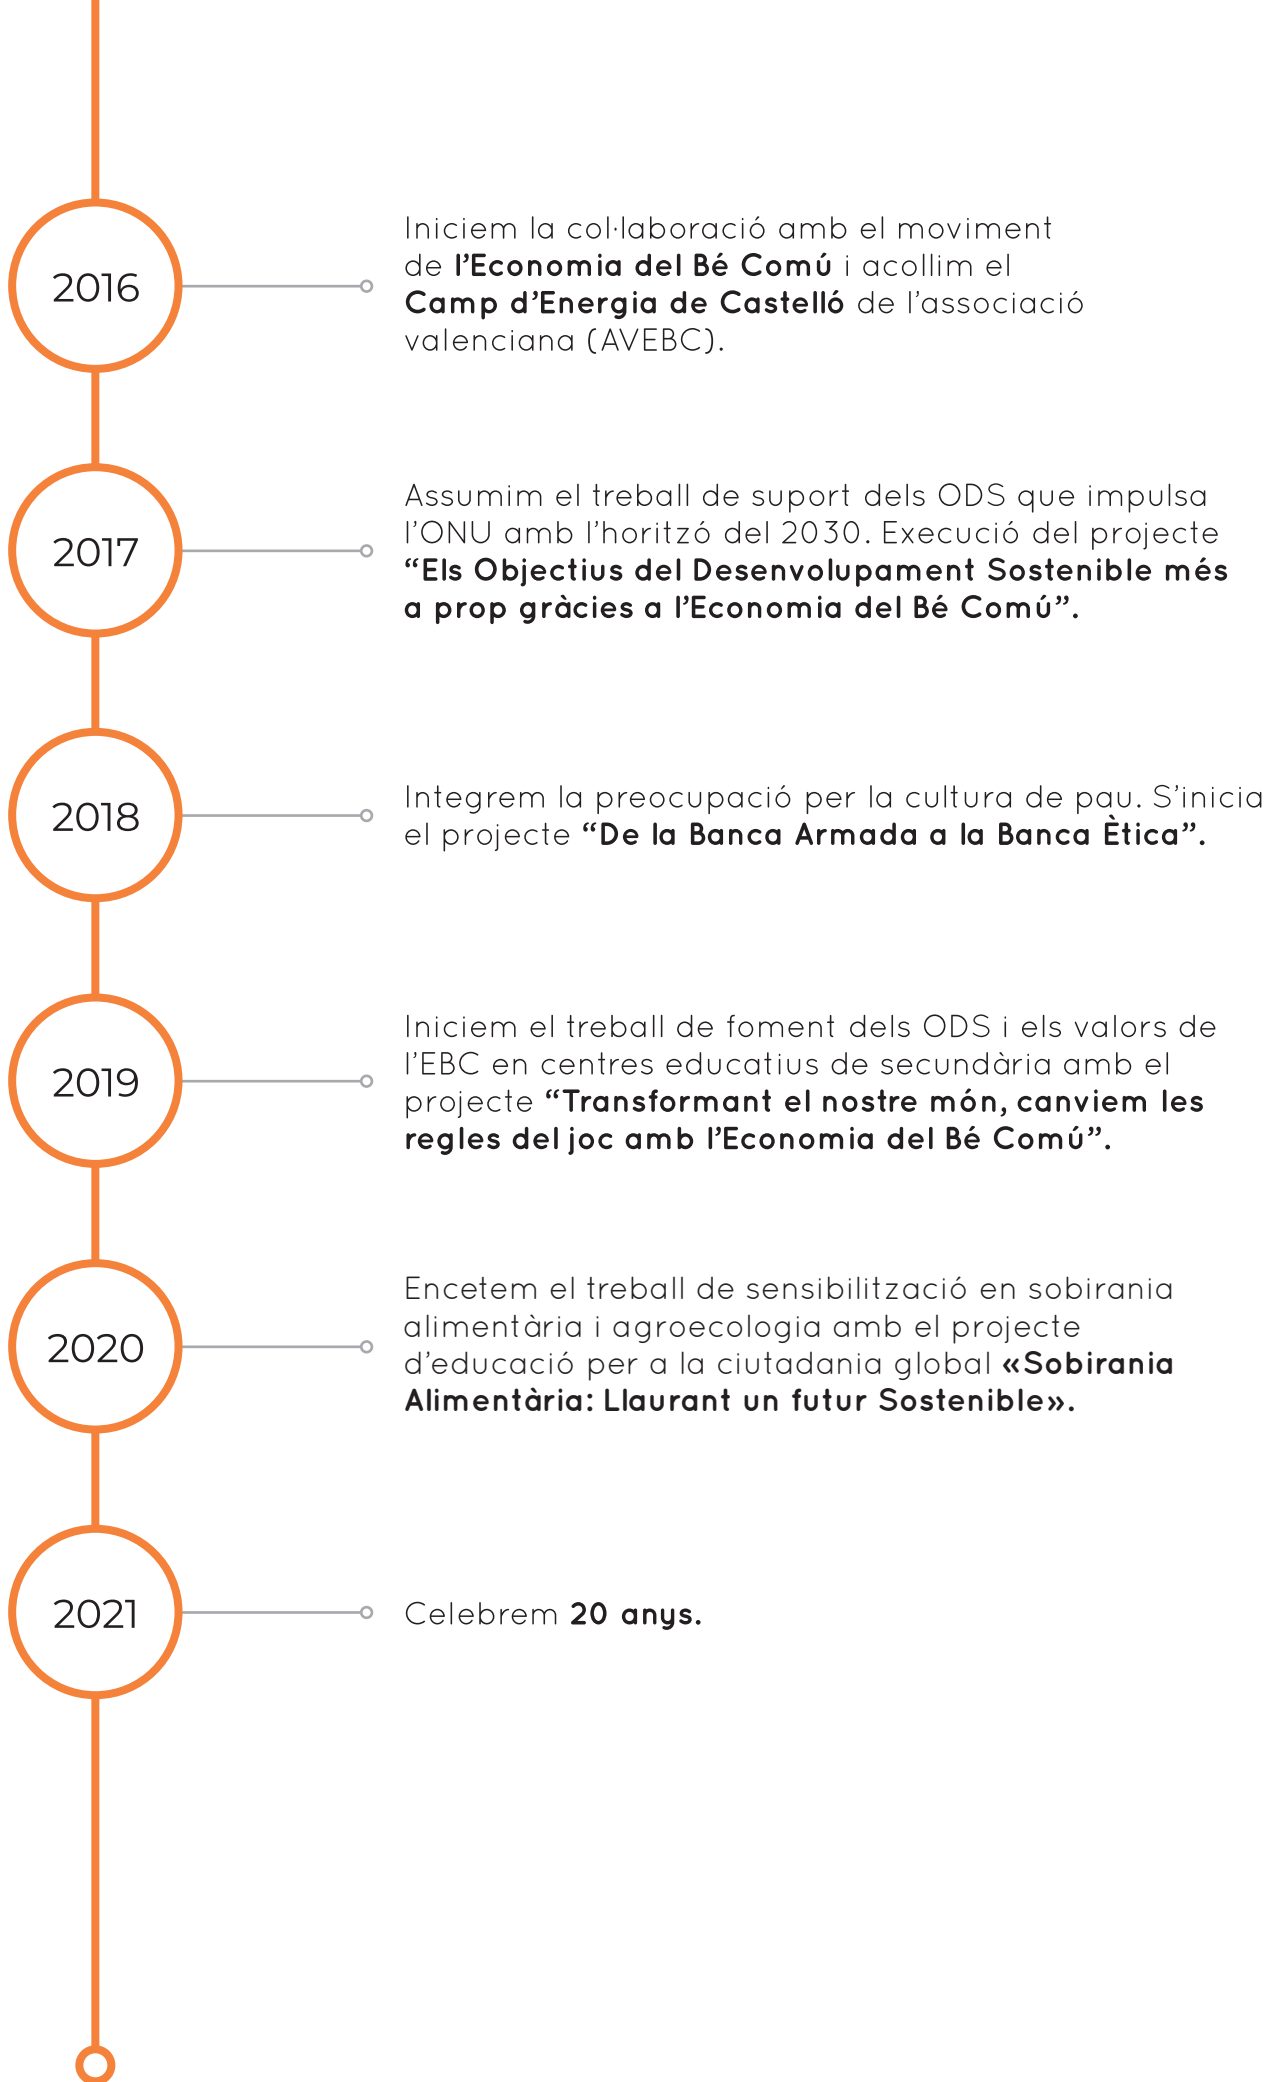 2016
Iniciem la col·laboració amb el moviment
de l’Economia del Bé Comú i acollim el
Camp d’Energia de Castelló de l’associació
valenciana (AVEBC).
2017
Assumim el treball de suport dels ODS que impulsa
l’ONU amb l’horitzó del 2030. Execució del projecte
“Els Objectius del Desenvolupament Sostenible més
a prop gràcies a l’Economia del Bé Comú”.
2018
Integrem la preocupació per la cultura de pau. S’inicia
el projecte “De la Banca Armada a la Banca Ètica”.
2019
Iniciem el treball de foment dels ODS i els valors de
l’EBC en centres educatius de secundària amb el
projecte “Transformant el nostre món, canviem les
regles del joc amb l’Economia del Bé Comú”.
2020
Encetem el treball de sensibilització en sobirania
alimentària i agroecologia amb el projecte
d’educació per a la ciutadania global «Sobirania
Alimentària: Llaurant un futur Sostenible».
2021
Celebrem 20 anys.